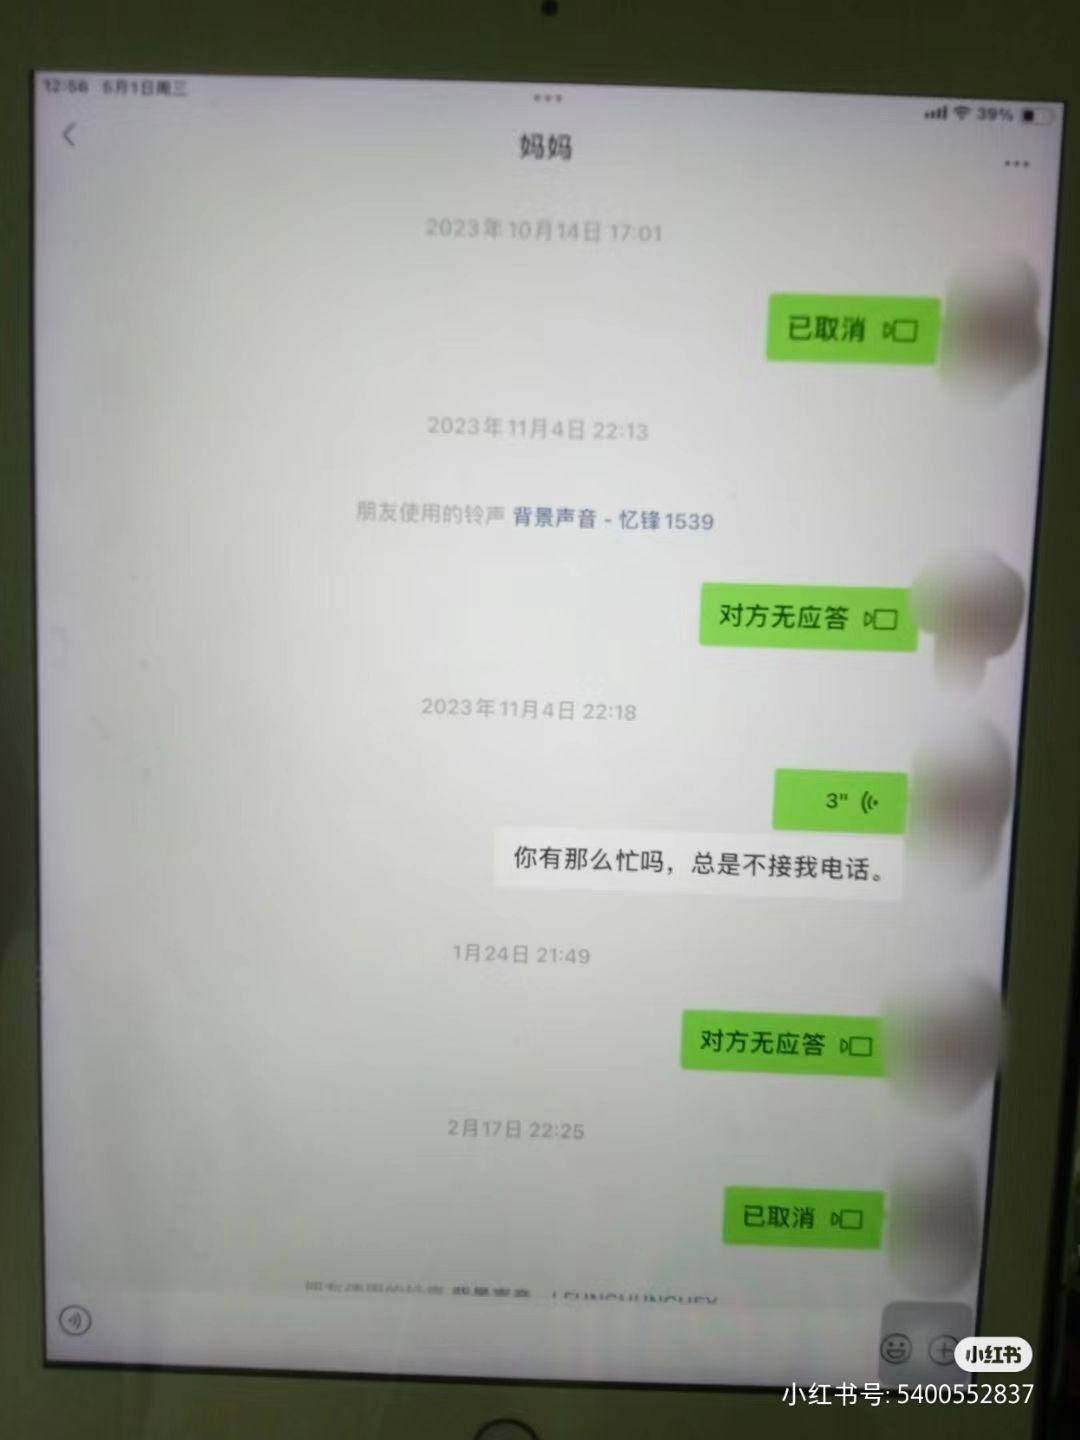 12:56 5月1日周三
39%
妈妈
2023年10月14日 17:01
已取消
2023年11月4日 22:13
朋友使用的铃声 背景声音 - 忆锋1539
对方无应答
2023年11月4日 22:18
3"
你有那么忙吗，总是不接我电话。
1月24日 21:49
对方无应答
2月17日 22:25
已取消
小红书
小红书号: 5400552837